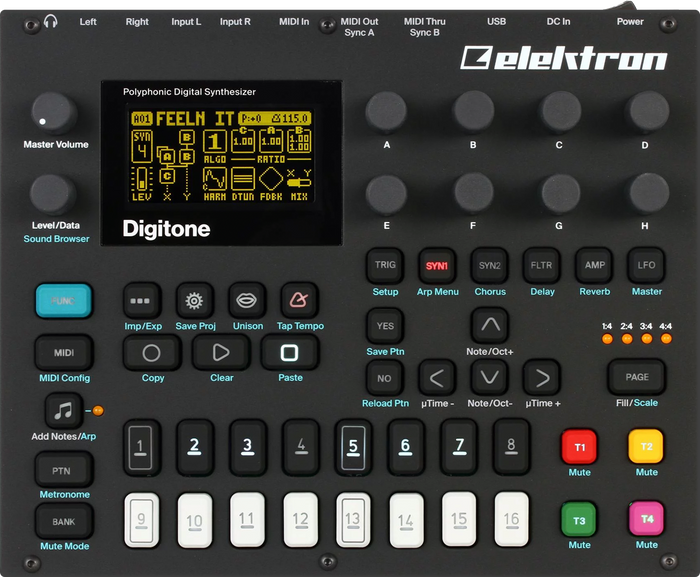 Left Right Input L Input R MIDI In MIDI Out MIDI Thru USB DC In Power
Sync A Sync B
elektron
Polyphonic Digital Synthesizer
A01 FEELN IT P:+0 115.0
SYN 4 B A B C 1 C 1.00 A 1.00 B 1.00 1.00
ALGO RATIO
X Y
LEV X Y HARM DTUN FDBK MIX
Digitone
Master Volume
A B C D
Level/Data
Sound Browser
E F G H
TRIG SYN1 SYN2 FLTR AMP LFO
Setup Arp Menu Chorus Delay Reverb Master
FUNC
Imp/Exp Save Proj Unison Tap Tempo
YES
Save Ptn Note/Oct+
1:4 2:4 3:4 4:4
MIDI
MIDI Config Copy Clear Paste
NO PAGE
Reload Ptn µTime - Note/Oct- µTime + Fill/Scale
Add Notes/Arp
1 2 3 4 5 6 7 8 T1 T2
Mute Mute
PTN
Metronome
9 10 11 12 13 14 15 16 T3 T4
BANK
Mute Mode Mute Mute